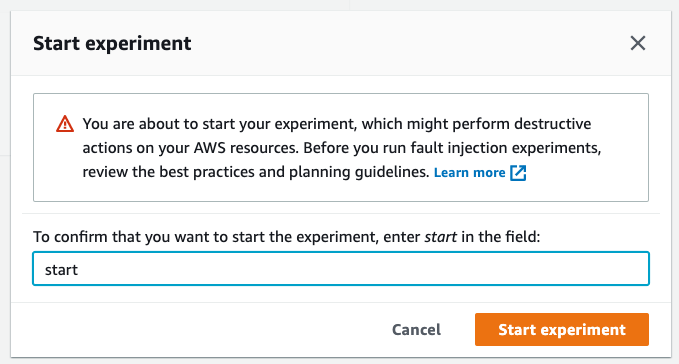 Start experiment
You are about to start your experiment, which might perform destructive
actions on your AWS resources. Before you run fault injection experiments,
review the best practices and planning guidelines. Learn more
To confirm that you want to start the experiment, enter start in the field:
start
Cancel Start experiment